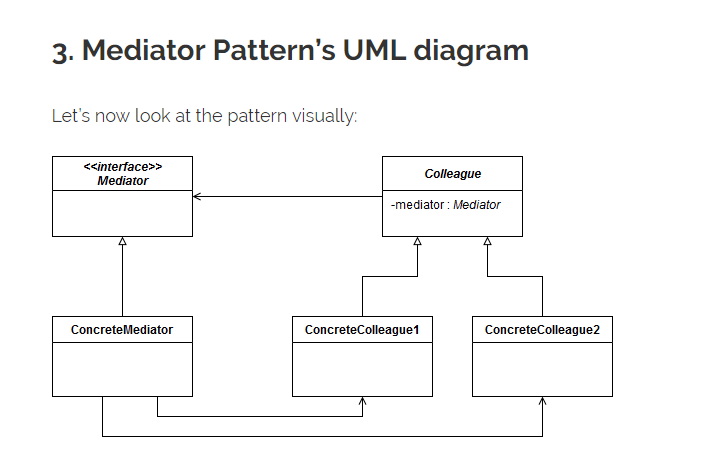 3. Mediator Pattern’s UML diagram
Let’s now look at the pattern visually:
<<interface>>
Mediator
Colleague
-mediator : Mediator
ConcreteMediator
ConcreteColleague1
ConcreteColleague2